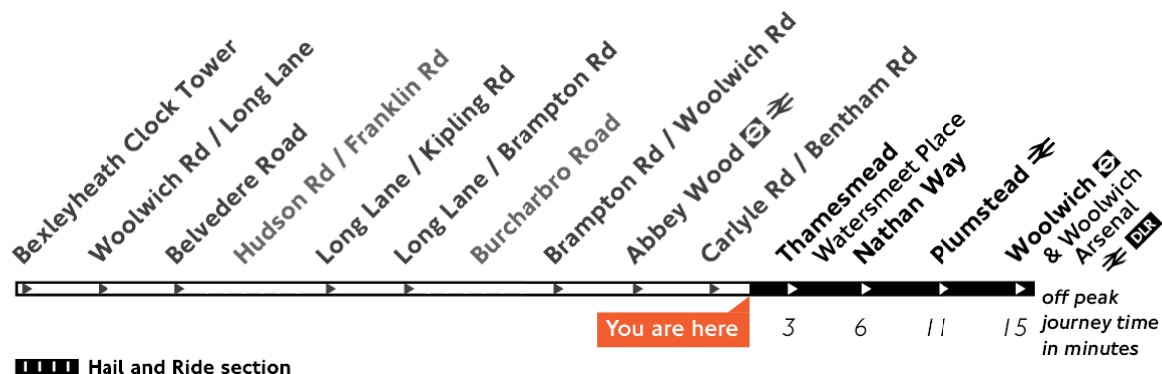 Bexleyheath Clock Tower
Woolwich Rd / Long Lane
Belvedere Road
Hudson Rd / Franklin Rd
Long Lane / Kipling Rd
Long Lane / Brampton Rd
Burcharbro Road
Brampton Rd / Woolwich Rd
Abbey Wood
Carlyle Rd / Bentham Rd
Thamesmead
Watersmeet Place
Nathan Way
Plumstead
Woolwich
& Woolwich
Arsenal
DLR
You are here
3
6
11
15
off peak
journey time
in minutes
Hail and Ride section